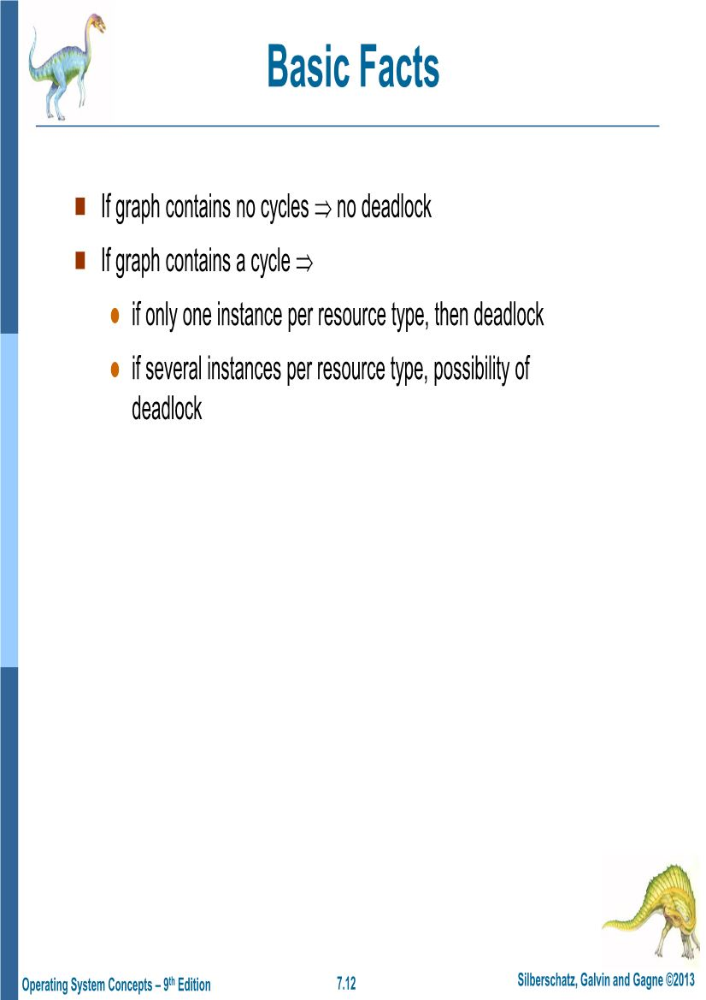 Basic Facts
If graph contains no cycles ⇒ no deadlock
If graph contains a cycle ⇒
if only one instance per resource type, then deadlock
if several instances per resource type, possibility of
deadlock
Operating System Concepts – 9th Edition
7.12
Silberschatz, Galvin and Gagne ©2013